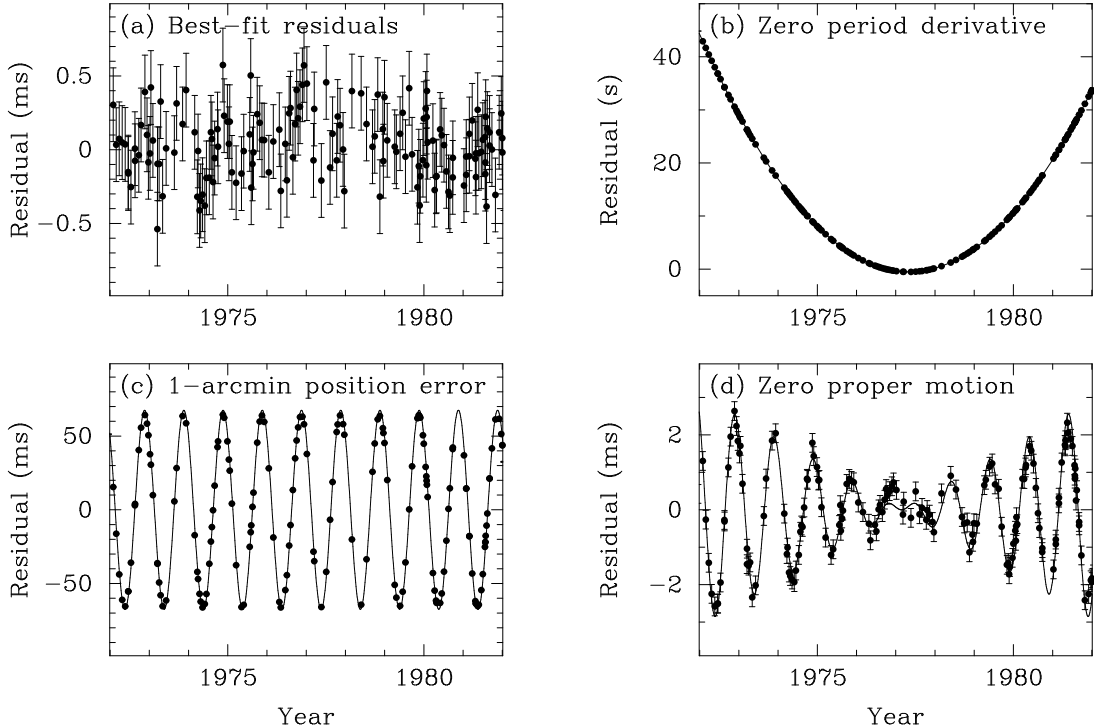 (a) Best−fit residuals
Residual (ms)
0.5
0
−0.5
1975
1980
(b) Zero period derivative
Residual (s)
40
20
0
1975
1980
(c) 1−arcmin position error
Residual (ms)
50
0
−50
1975
1980
Year
(d) Zero proper motion
Residual (ms)
2
0
−2
1975
1980
Year